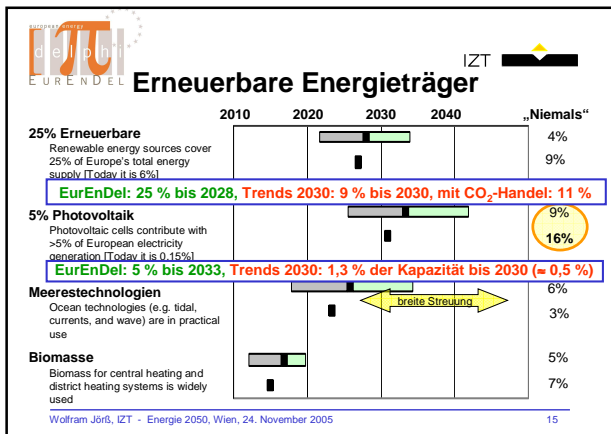 european energy
delphi
EURENDEL
IZT
Erneuerbare Energieträger
2010 2020 2030 2040 „Niemals“
25% Erneuerbare
Renewable energy sources cover
25% of Europe's total energy
supply [Today it is 6%]
4%
9%
EurEnDel: 25 % bis 2028, Trends 2030: 9 % bis 2030, mit CO₂-Handel: 11 %
5% Photovoltaik
Photovoltaic cells contribute with
>5% of European electricity
generation [Today it is 0.15%]
9%
16%
EurEnDel: 5 % bis 2033, Trends 2030: 1,3 % der Kapazität bis 2030 (≈ 0,5 %)
Meerestechnologien
Ocean technologies (e.g. tidal,
currents, and wave) are in practical
use
breite Streuung
6%
3%
Biomasse
Biomass for central heating and
district heating systems is widely
used
5%
7%
Wolfram Jörß, IZT - Energie 2050, Wien, 24. November 2005 15